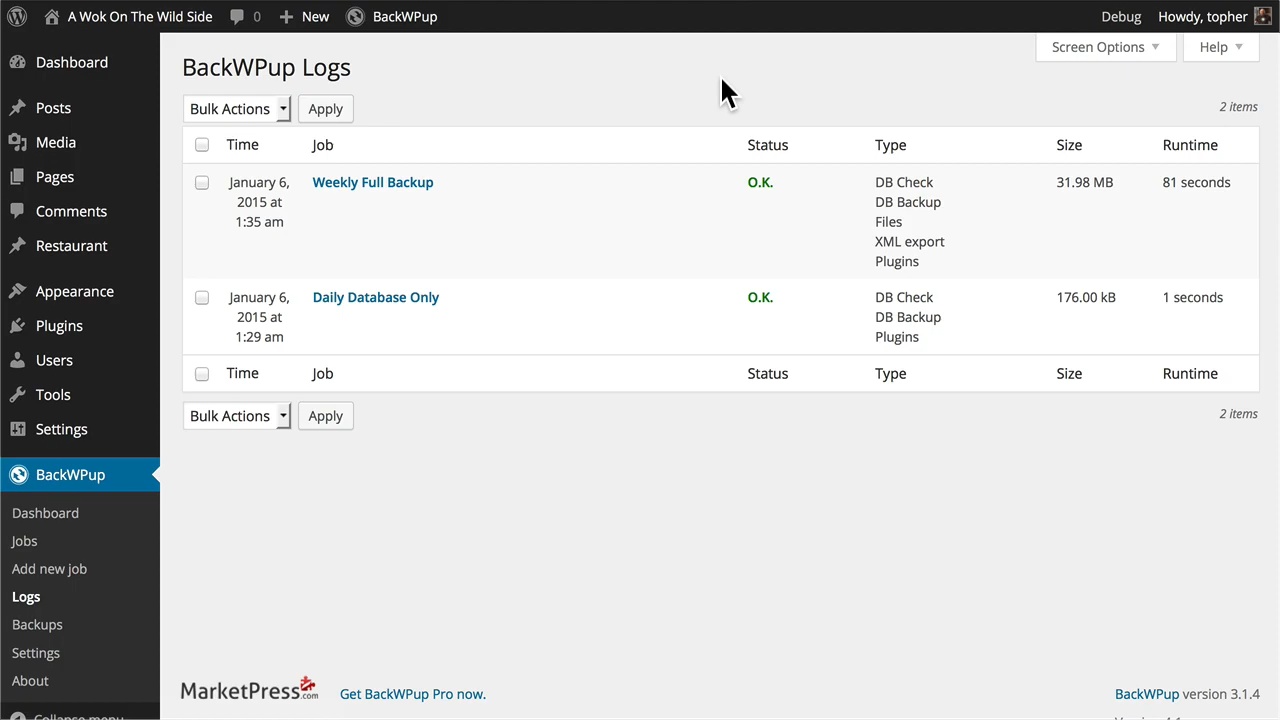 A Wok On The Wild Side 0 New BackWPup Debug Howdy, topher
Screen Options Help
Dashboard
Posts
Media
Pages
Comments
Restaurant
Appearance
Plugins
Users
Tools
Settings
BackWPup
Dashboard
Jobs
Add new job
Logs
Backups
Settings
About
Collapse menu
BackWPup Logs
Bulk Actions Apply 2 items
Time Job Status Type Size Runtime
January 6, 2015 at 1:35 am Weekly Full Backup O.K. DB Check 31.98 MB 81 seconds
DB Backup
Files
XML export
Plugins
January 6, 2015 at 1:29 am Daily Database Only O.K. DB Check 176.00 kB 1 seconds
DB Backup
Plugins
Time Job Status Type Size Runtime
Bulk Actions Apply 2 items
MarketPress.com Get BackWPup Pro now. BackWPup version 3.1.4